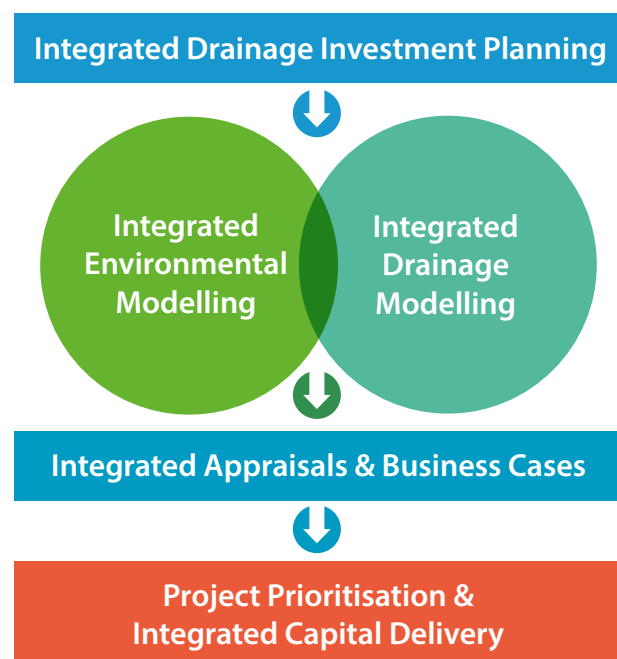 Integrated Drainage Investment Planning
Integrated
Environmental
Modelling
Integrated
Drainage
Modelling
Integrated Appraisals & Business Cases
Project Prioritisation &
Integrated Capital Delivery